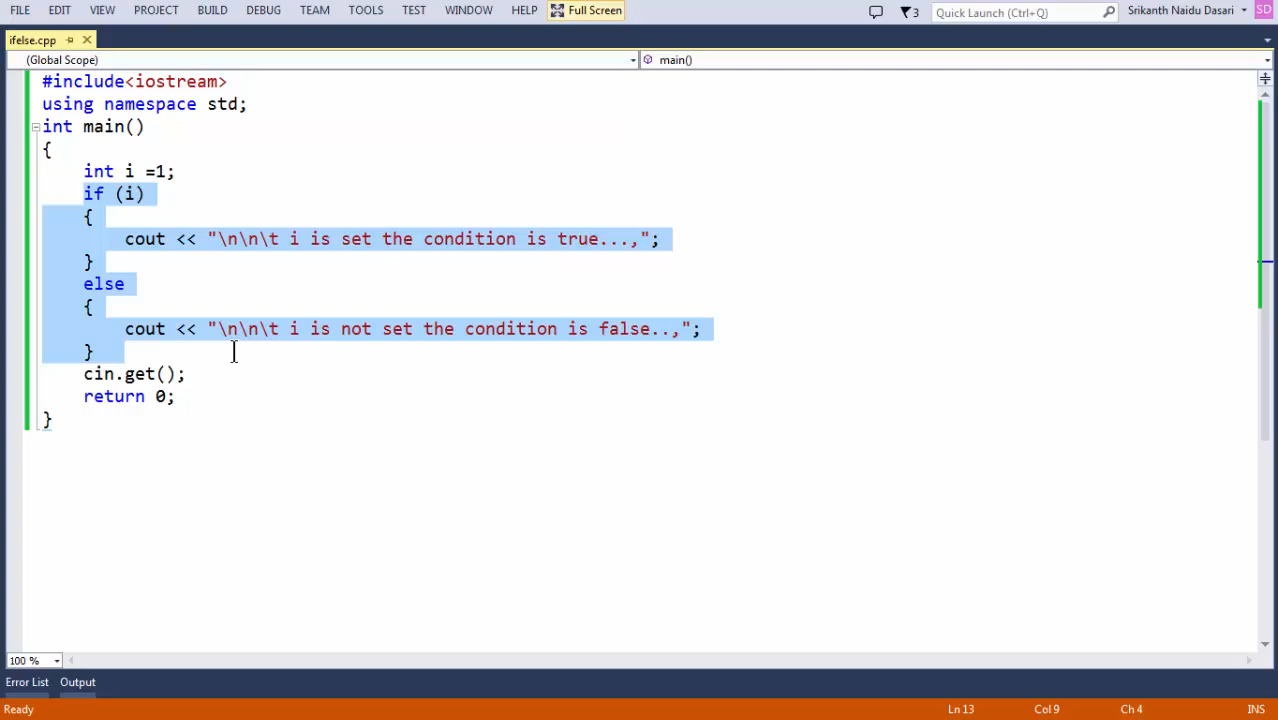 FILE EDIT VIEW PROJECT BUILD DEBUG TEAM TOOLS TEST WINDOW HELP Full Screen 3 Quick Launch (Ctrl+Q) Srikanth Naidu Dasari SD
ifelse.cpp
(Global Scope) main()
#include<iostream>
using namespace std;
int main()
{
    int i =1;
    if (i)
    {
        cout << "\n\n\t i is set the condition is true...,";
    }
    else
    {
        cout << "\n\n\t i is not set the condition is false..,";
    }
    cin.get();
    return 0;
}
100 %
Error List Output
Ready Ln 13 Col 9 Ch 4 INS